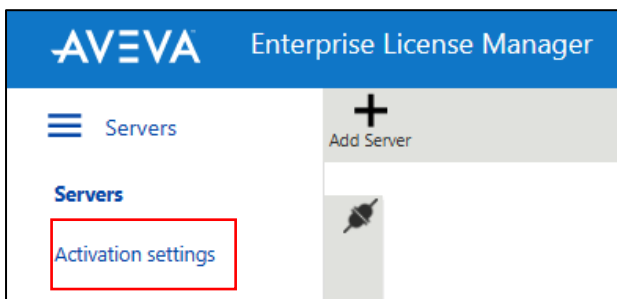 AVEVA Enterprise License Manager
Servers
Add Server
Servers
Activation settings